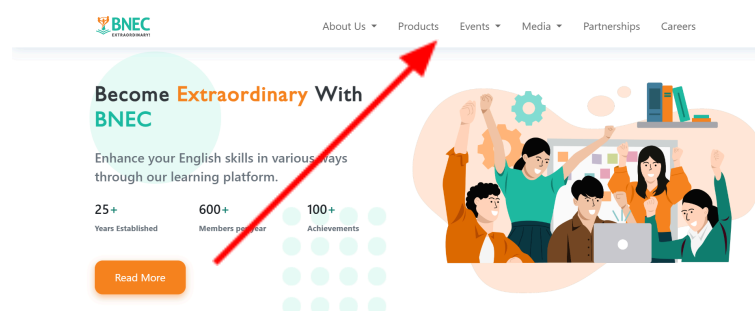 BNEC
EXTRAORDINARY!
About Us Products Events Media Partnerships Careers
Become Extraordinary With
BNEC
Enhance your English skills in various ways
through our learning platform.
25+ 600+ 100+
Years Established Members per year Achievements
Read More